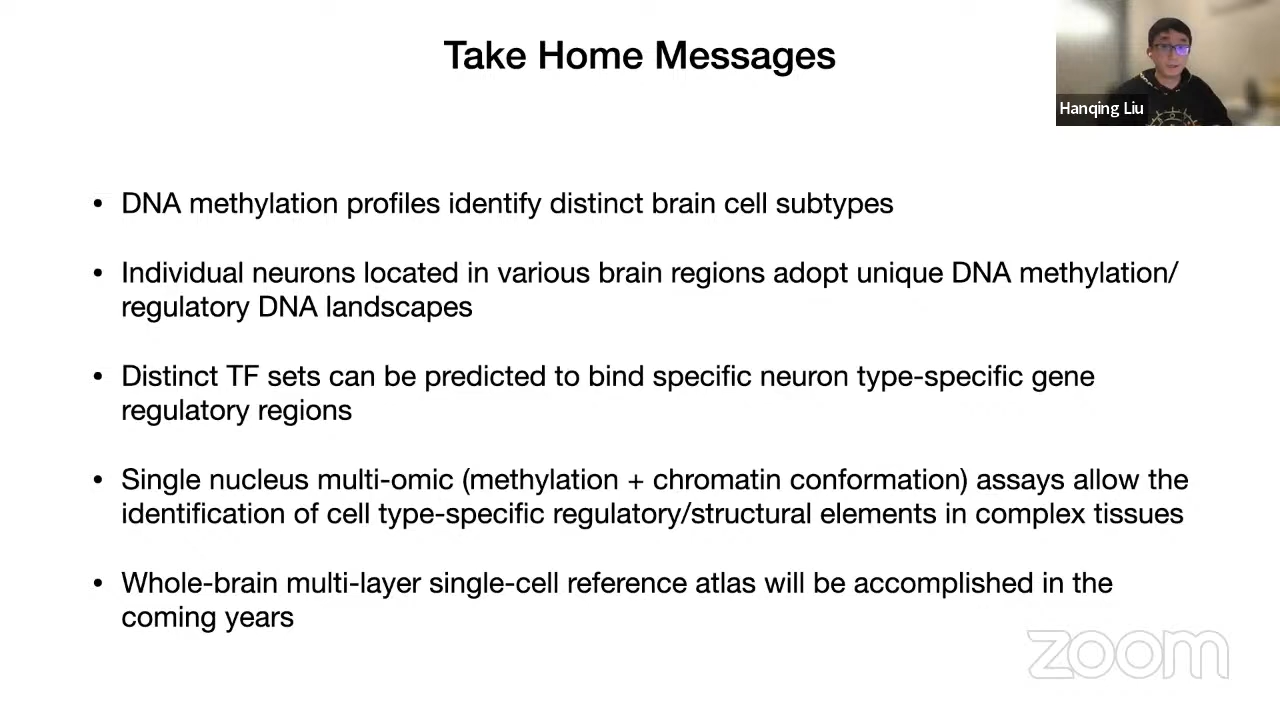 Take Home Messages
Hanqing Liu
• DNA methylation profiles identify distinct brain cell subtypes
• Individual neurons located in various brain regions adopt unique DNA methylation/
regulatory DNA landscapes
• Distinct TF sets can be predicted to bind specific neuron type-specific gene
regulatory regions
• Single nucleus multi-omic (methylation + chromatin conformation) assays allow the
identification of cell type-specific regulatory/structural elements in complex tissues
• Whole-brain multi-layer single-cell reference atlas will be accomplished in the
coming years
zoom